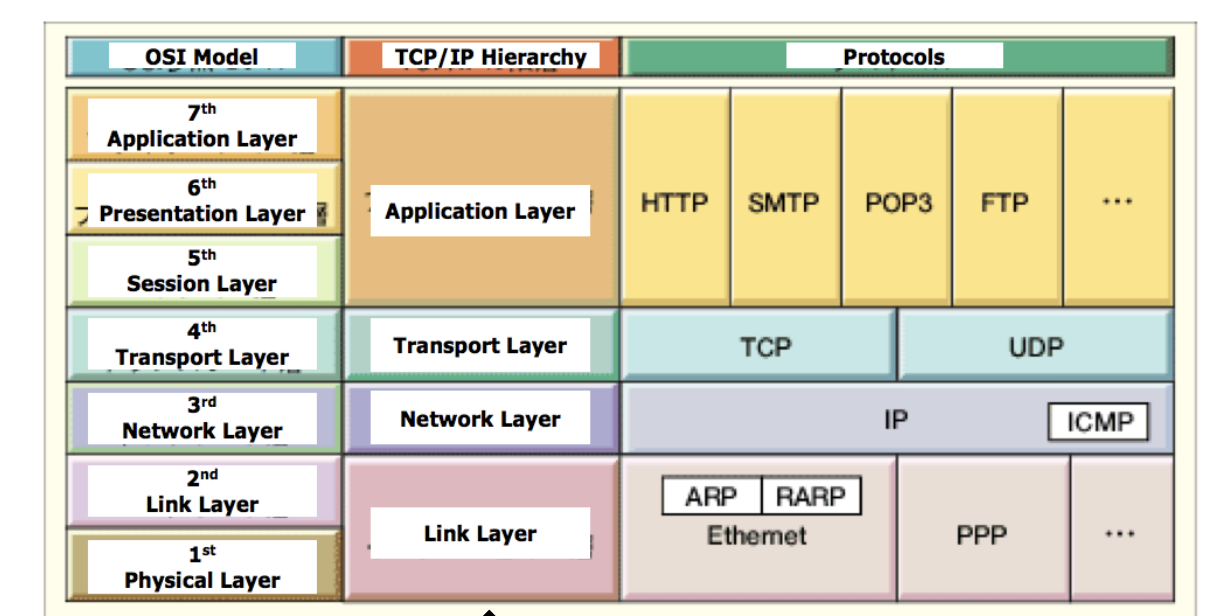 OSI Model
TCP/IP Hierarchy
Protocols
7th
Application Layer
6th
Presentation Layer
5th
Session Layer
4th
Transport Layer
3rd
Network Layer
2nd
Link Layer
1st
Physical Layer
Application Layer
Transport Layer
Network Layer
Link Layer
HTTP
SMTP
POP3
FTP
...
TCP
UDP
IP
ICMP
ARP
RARP
Ethernet
PPP
...